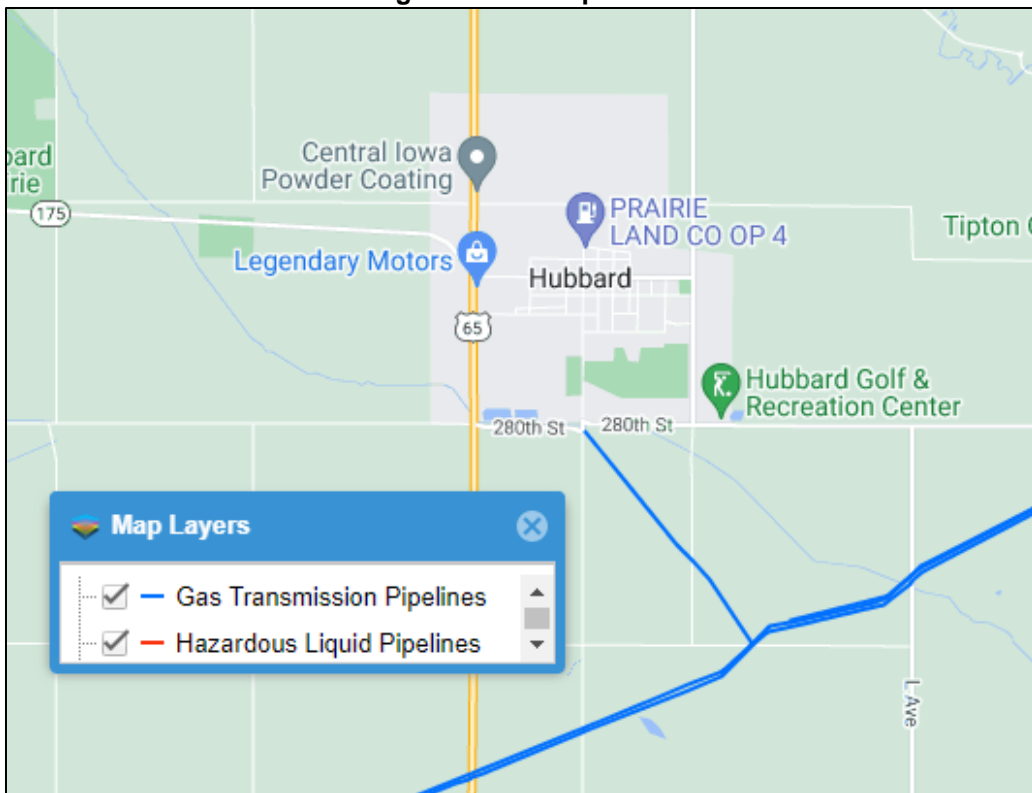 Central Iowa
Powder Coating
175
PRAIRIE
LAND CO OP 4
Tipton
Legendary Motors
Hubbard
65
Hubbard Golf &
Recreation Center
280th St
280th St
Map Layers
Gas Transmission Pipelines
Hazardous Liquid Pipelines
L Ave